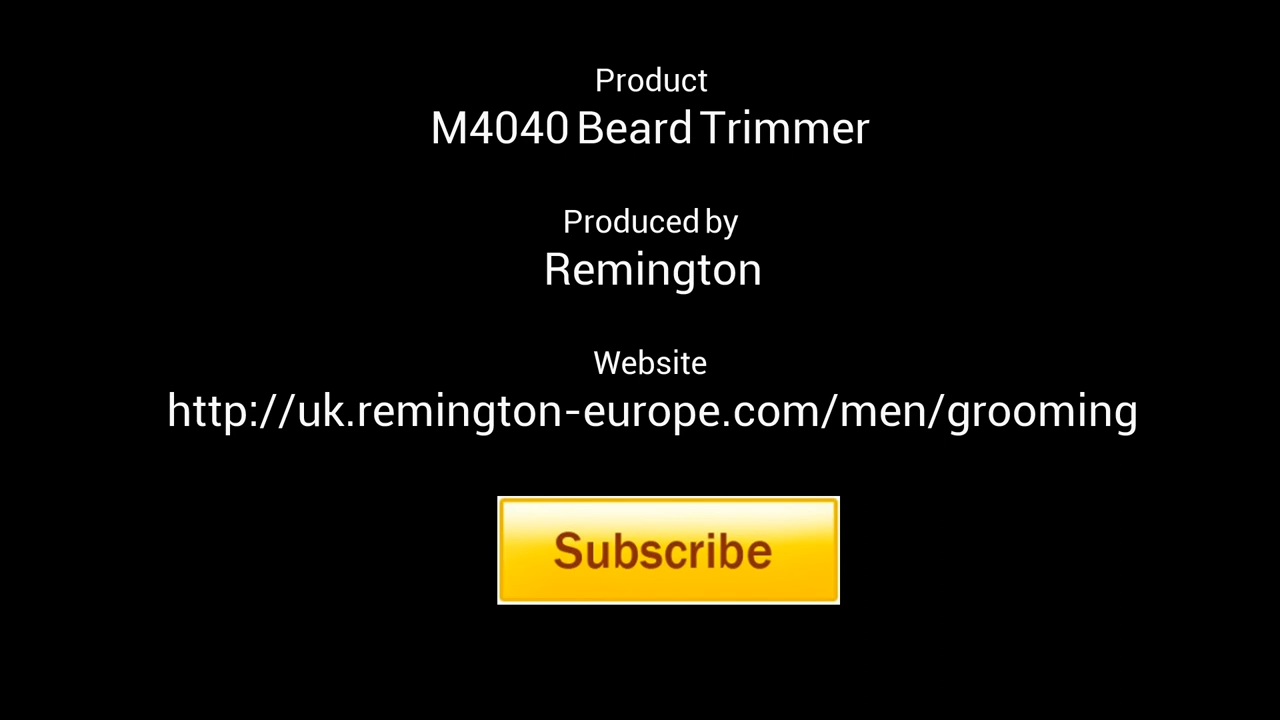 Product
M4040 Beard Trimmer
Produced by
Remington
Website
http://uk.remington-europe.com/men/grooming
Subscribe